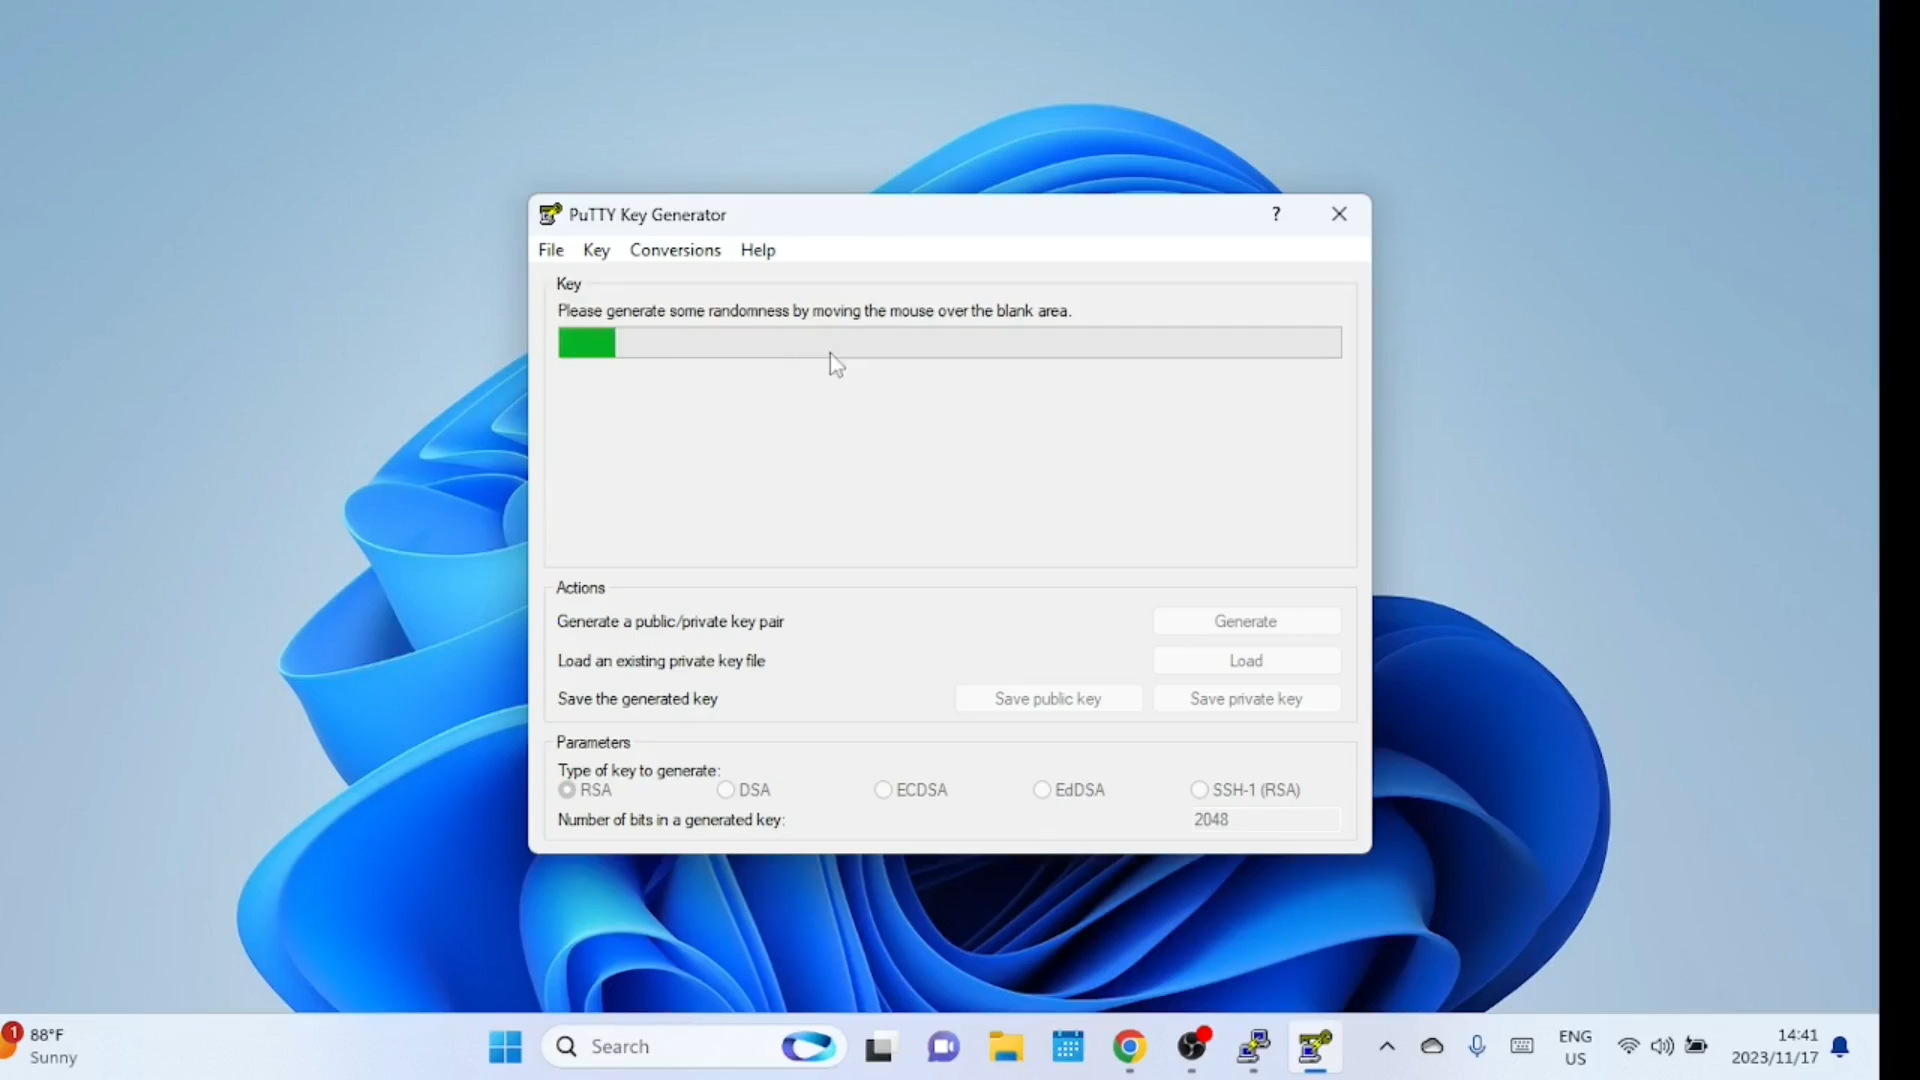 PuTTY Key Generator
?
File Key Conversions Help
Key
Please generate some randomness by moving the mouse over the blank area.
Actions
Generate a public/private key pair
Generate
Load an existing private key file
Load
Save the generated key
Save public key
Save private key
Parameters
Type of key to generate:
RSA DSA ECDSA EdDSA SSH-1 (RSA)
Number of bits in a generated key:
2048
1
88°F
Sunny
Search
ENG
US
14:41
2023/11/17